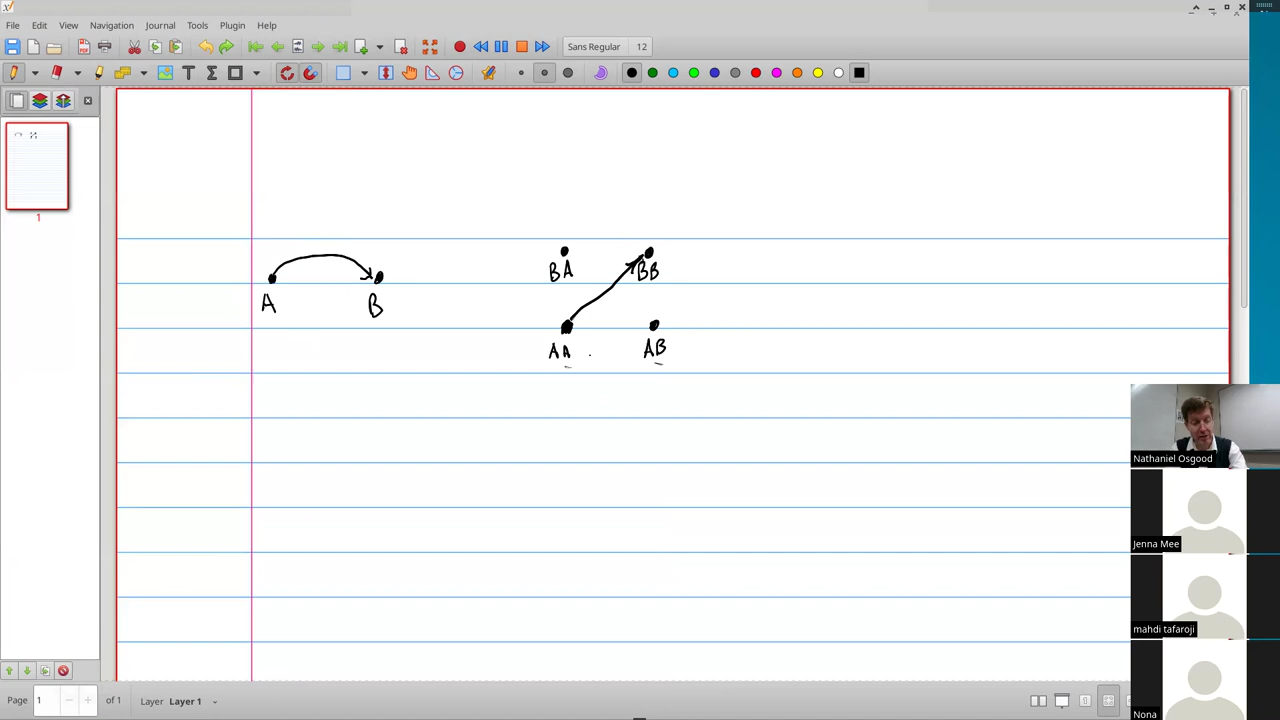 File Edit View Navigation Journal Tools Plugin Help
Sans Regular 12
1
BA BB
A B
AA AB
Nathaniel Osgood
Jenna Mee
mahdi tafaroji
Nona
Page 1 of 1 Layer Layer 1